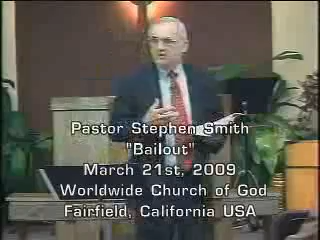 Pastor Stephen Smith
"Bailout"
March 21st, 2009
Worldwide Church of God
Fairfield, California USA